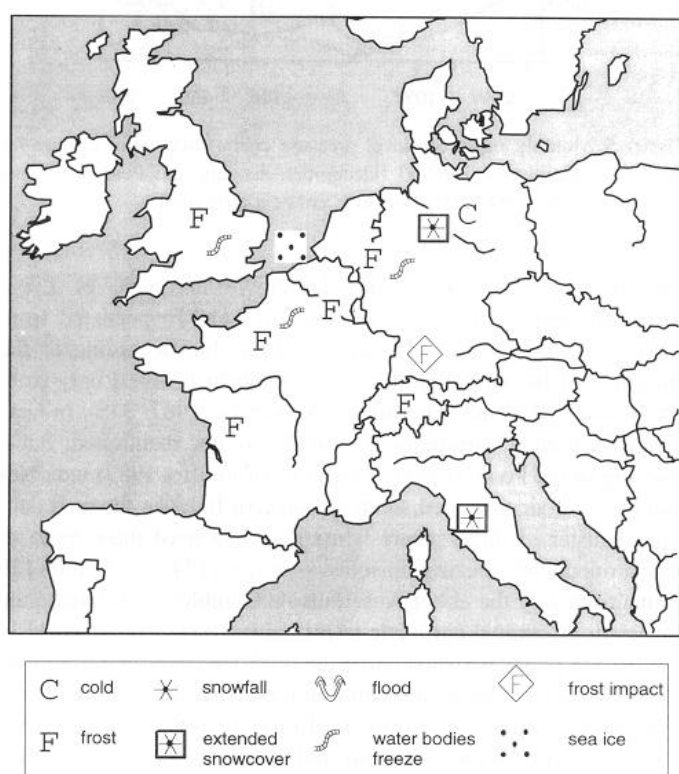 F
C
F
F
F
F
F
F
C cold
snowfall
flood
F frost impact
F frost
extended
snowcover
water bodies
freeze
sea ice